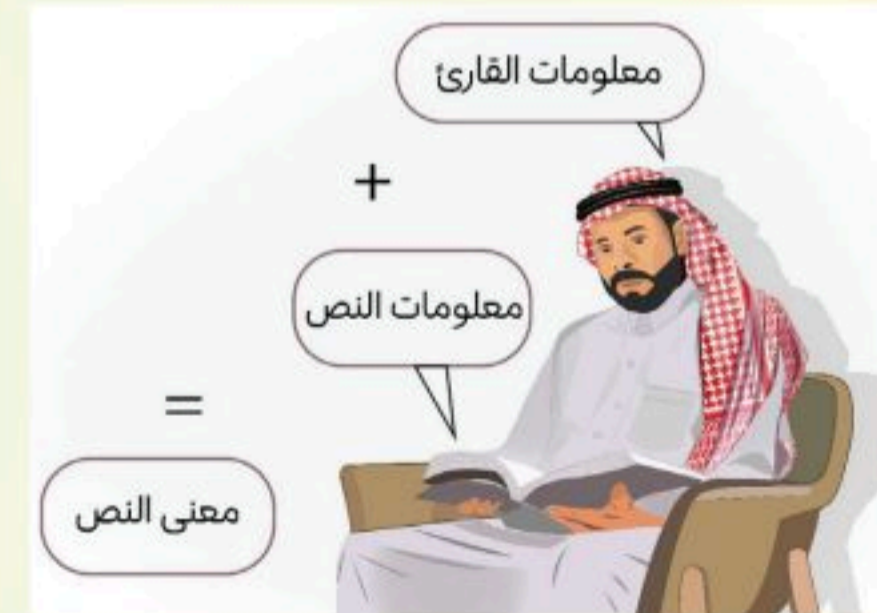 معلومات القارئ
+
معلومات النص
=
معنى النص